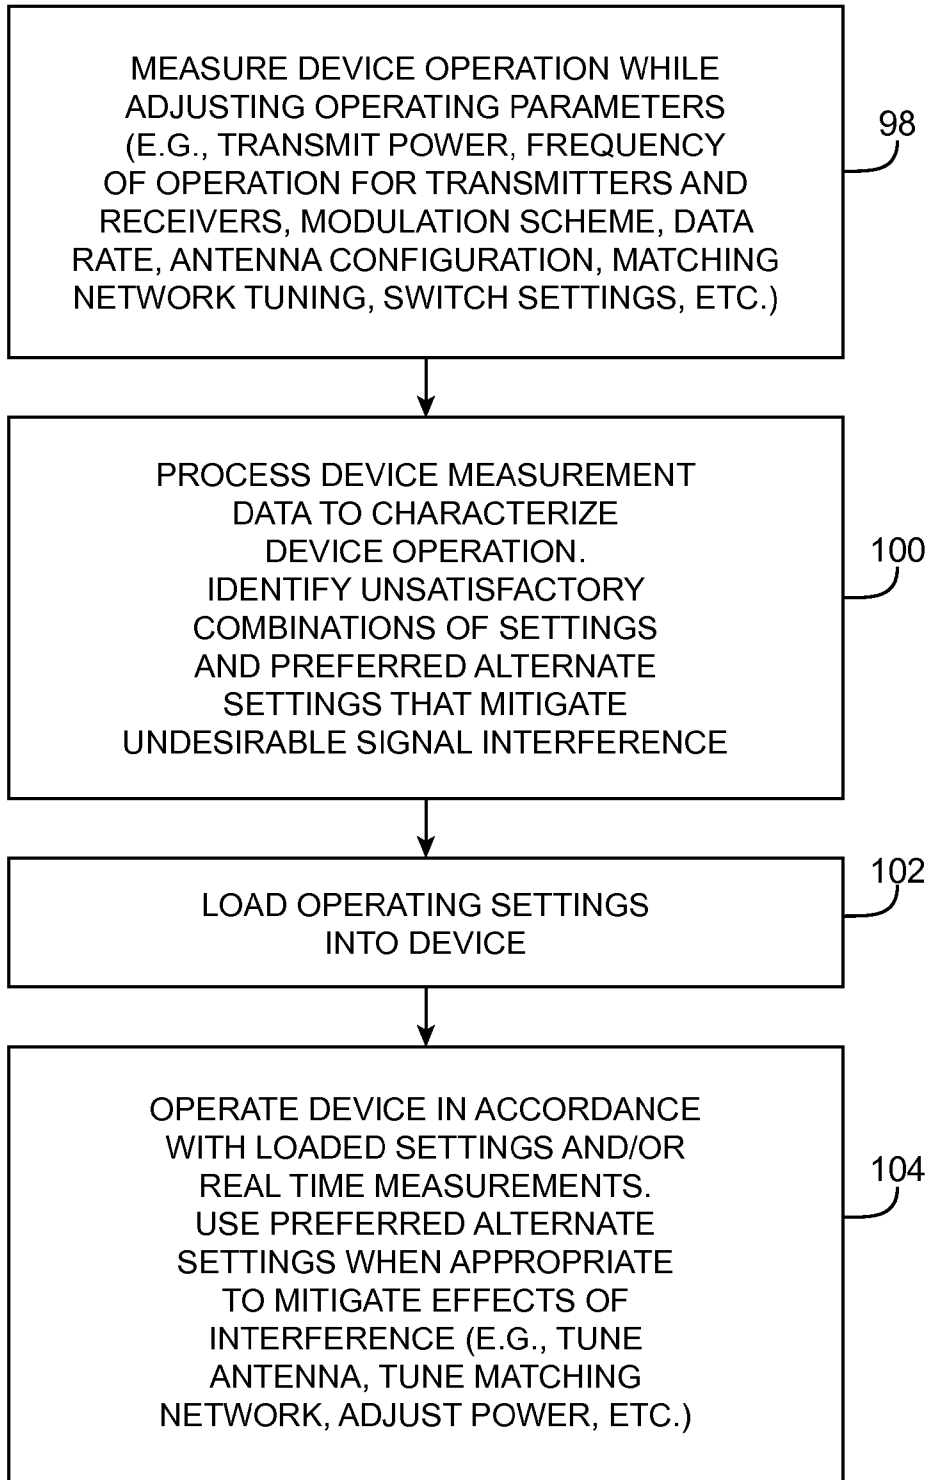 MEASURE DEVICE OPERATION WHILE
ADJUSTING OPERATING PARAMETERS
(E.G., TRANSMIT POWER, FREQUENCY
OF OPERATION FOR TRANSMITTERS AND
RECEIVERS, MODULATION SCHEME, DATA
RATE, ANTENNA CONFIGURATION, MATCHING
NETWORK TUNING, SWITCH SETTINGS, ETC.)
98
PROCESS DEVICE MEASUREMENT
DATA TO CHARACTERIZE
DEVICE OPERATION.
IDENTIFY UNSATISFACTORY
COMBINATIONS OF SETTINGS
AND PREFERRED ALTERNATE
SETTINGS THAT MITIGATE
UNDESIRABLE SIGNAL INTERFERENCE
100
LOAD OPERATING SETTINGS
INTO DEVICE
102
OPERATE DEVICE IN ACCORDANCE
WITH LOADED SETTINGS AND/OR
REAL TIME MEASUREMENTS.
USE PREFERRED ALTERNATE
SETTINGS WHEN APPROPRIATE
TO MITIGATE EFFECTS OF
INTERFERENCE (E.G., TUNE
ANTENNA, TUNE MATCHING
NETWORK, ADJUST POWER, ETC.)
104